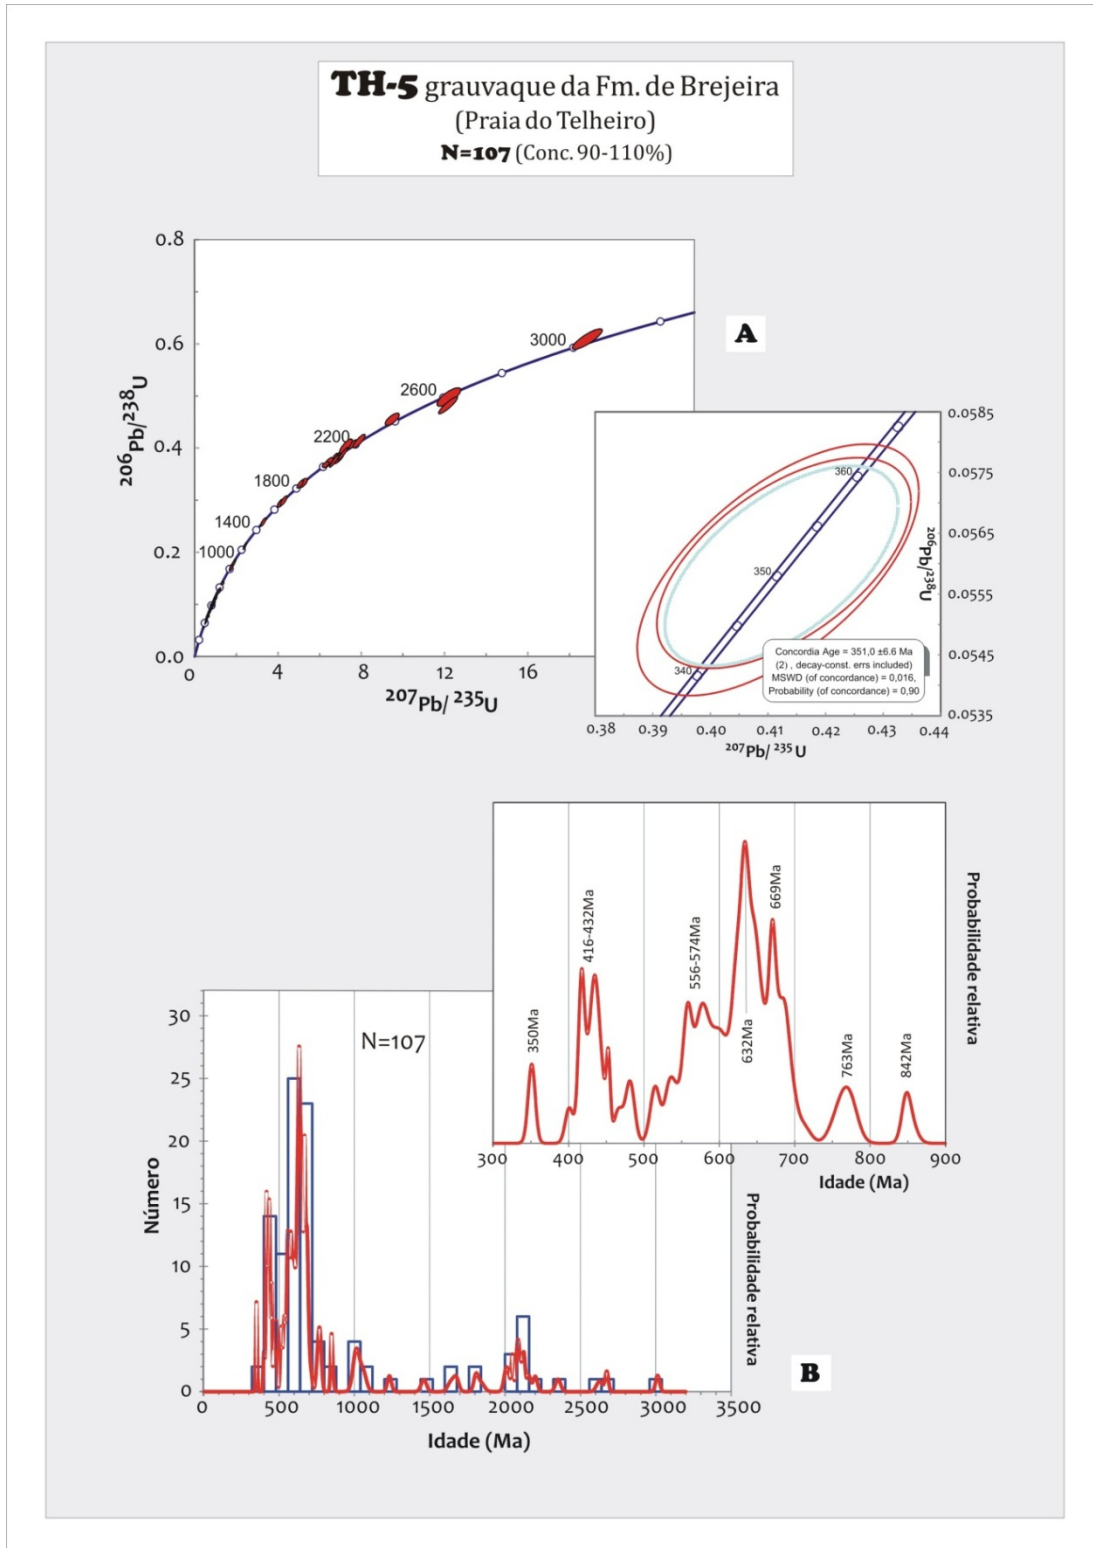 TH-5 grauvaque da Fm. de Brejeira
(Praia do Telheiro)
N=107 (Conc. 90-110%)
A
0.8
0.6
0.4
0.2
0.0
206Pb/238U
1000
1400
1800
2200
2600
3000
0 4 8 12 16
207Pb/ 235U
340
350
360
0.0585
0.0575
0.0565
0.0555
0.0545
0.0535
206Pb/238U
Concordia Age = 351,0 ±6.6 Ma
(2) , decay-const. errs included)
MSWD (of concordance) = 0,016,
Probability (of concordance) = 0,90
0.38 0.39 0.40 0.41 0.42 0.43 0.44
207Pb/ 235U
350Ma
416-432Ma
556-574Ma
632Ma
669Ma
763Ma
842Ma
Probabilidade relativa
300 400 500 600 700 800 900
Idade (Ma)
N=107
30
25
20
15
10
5
0
Número
Probabilidade relativa
0 500 1000 1500 2000 2500 3000 3500
Idade (Ma)
B